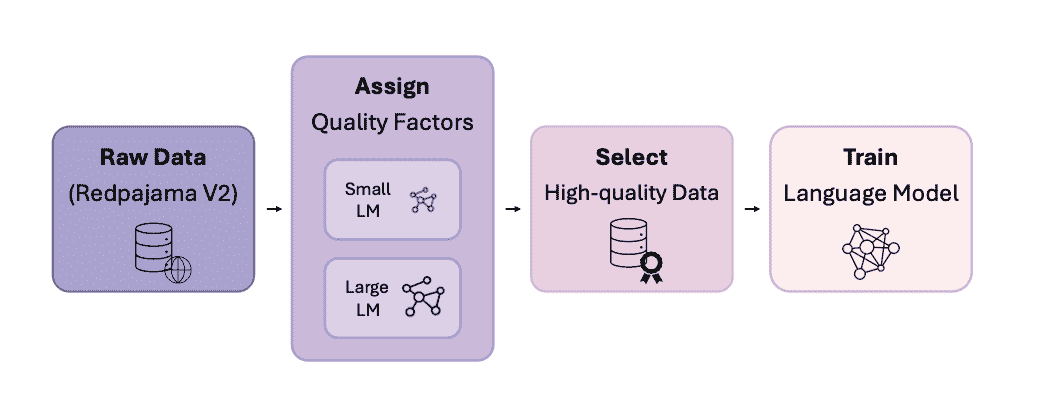 Raw Data
(Redpajama V2)
Assign
Quality Factors
Small
LM
Large
LM
Select
High-quality Data
Train
Language Model